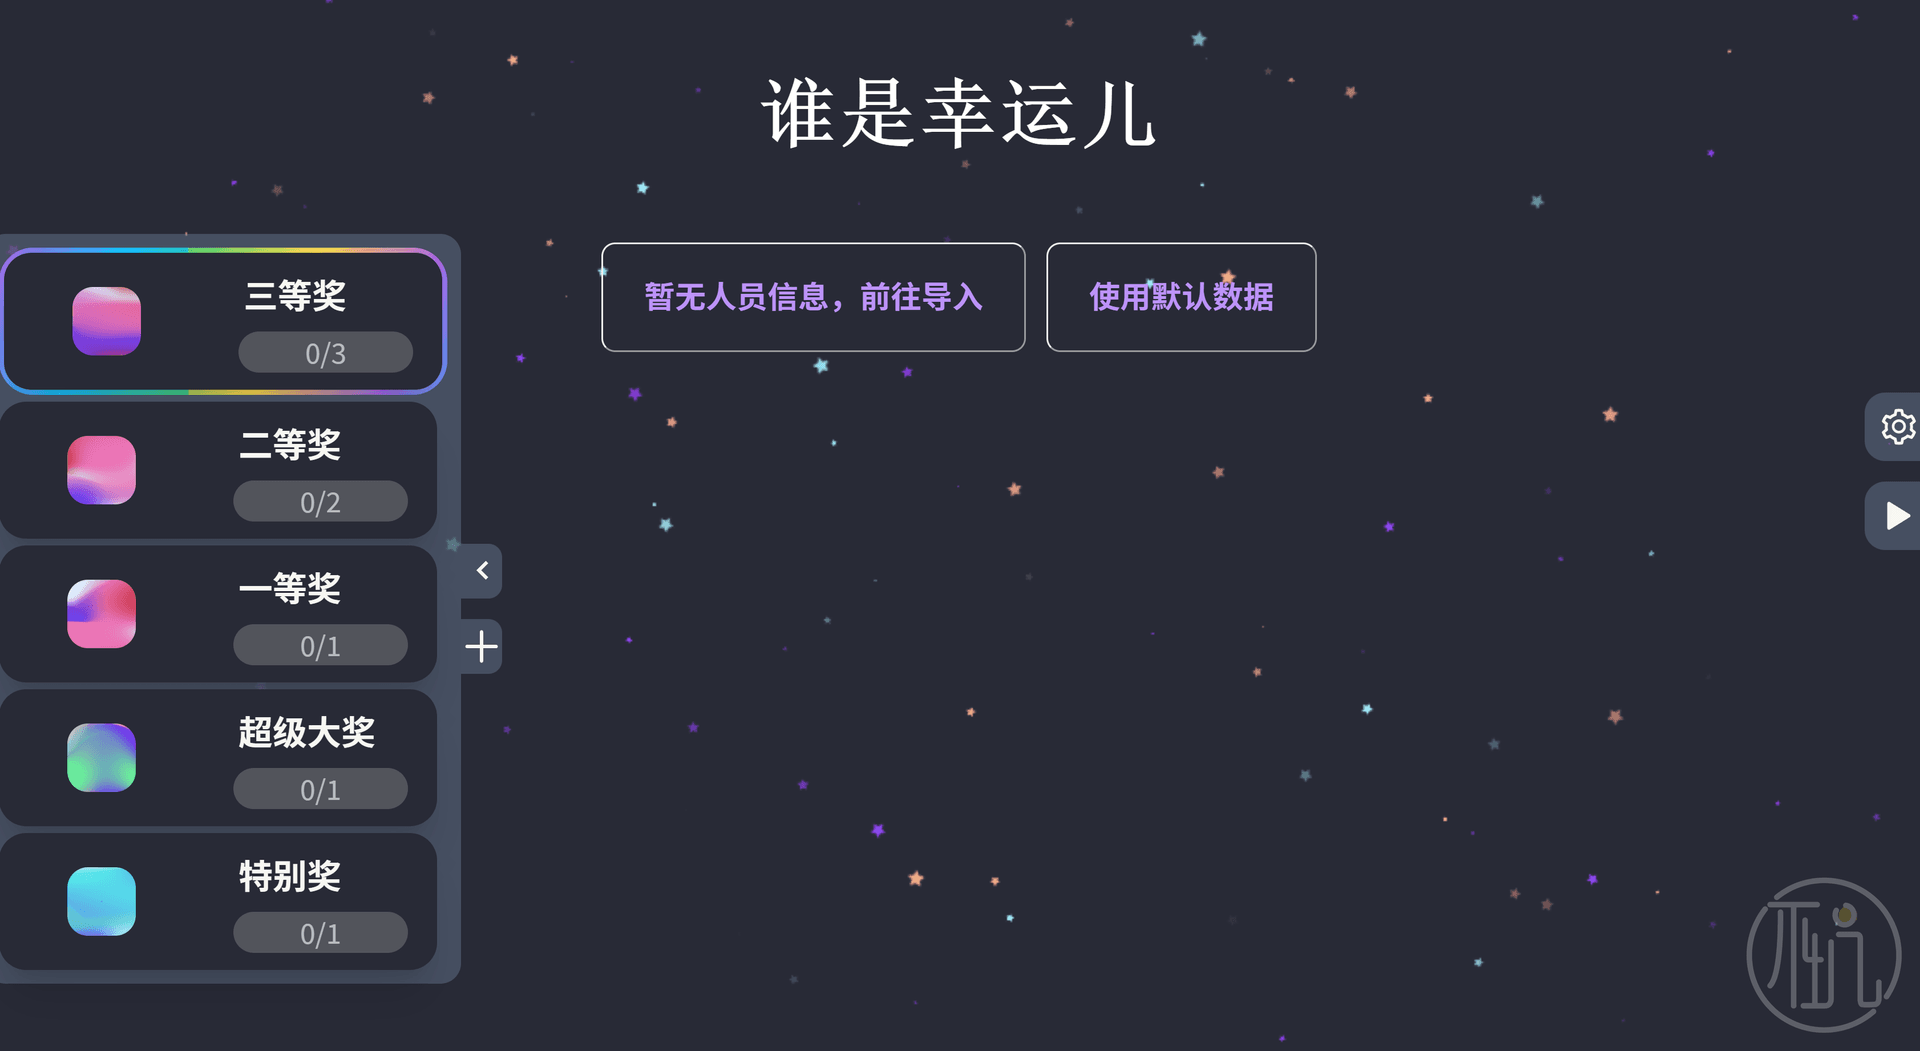 谁是幸运儿
暂无人员信息，前往导入
使用默认数据
三等奖
0/3
二等奖
0/2
一等奖
0/1
超级大奖
0/1
特别奖
0/1